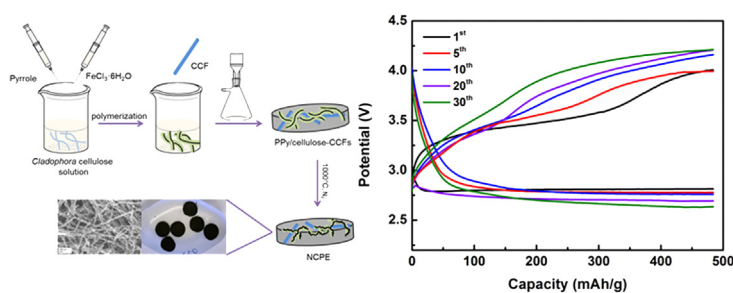 Pyrrole
FeCl₃·6H₂O
CCF
polymerization
Cladophora cellulose
solution
PPy/cellulose-CCFs
1000°C, N₂
NCPE
4.5
4.0
3.5
3.0
2.5
Potential (V)
1st
5th
10th
20th
30th
0
100
200
300
400
500
Capacity (mAh/g)